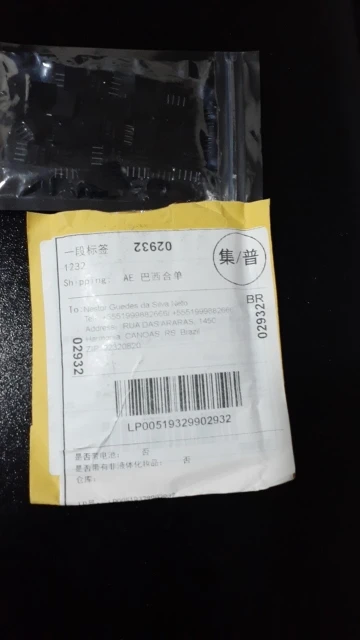 一段标签
02932
1232
集/普
Shipping: AE 巴西合单
BR
To Nestor Guedes da Silva Neto
Address: RUA DAS ARARAS, 1450
CANOAS, RS, Brazil
02932
02932
LP00519329902932
是否带电池: 否
是否带有非液体化妆品: 否
仓库: